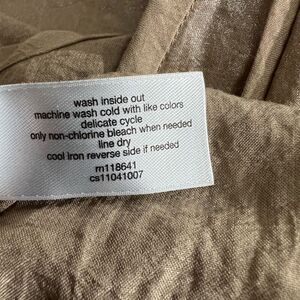 wash inside out
machine wash cold with like colors
delicate cycle
only non-chlorine bleach when needed
line dry
cool iron reverse side if needed
rn118641
cs11041007